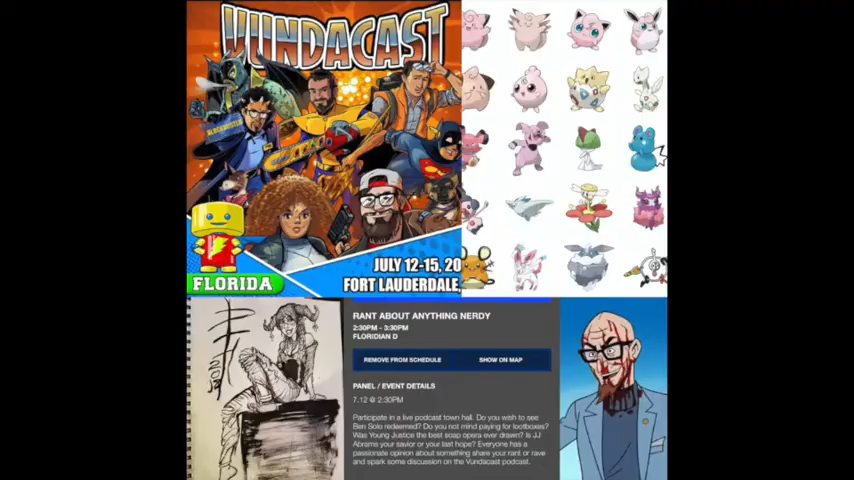 VUNDACAST
BLOCKBUSTER
FLORIDA
JULY 12-15, 20
FORT LAUDERDALE,
RANT ABOUT ANYTHING NERDY
2:30PM - 3:30PM
FLORIDIAN D
REMOVE FROM SCHEDULE
SHOW ON MAP
PANEL / EVENT DETAILS
7.12 @ 2:30PM
Participate in a live podcast town hall. Do you wish to see
Ben Solo redeemed? Do you not mind paying for lootboxes?
Was Young Justice the best soap opera ever drawn? Is JJ
Abrams your savior or your last hope? Everyone has a
passionate opinion about something share your rant or rave
and spark some discussion on the Vundacast podcast.